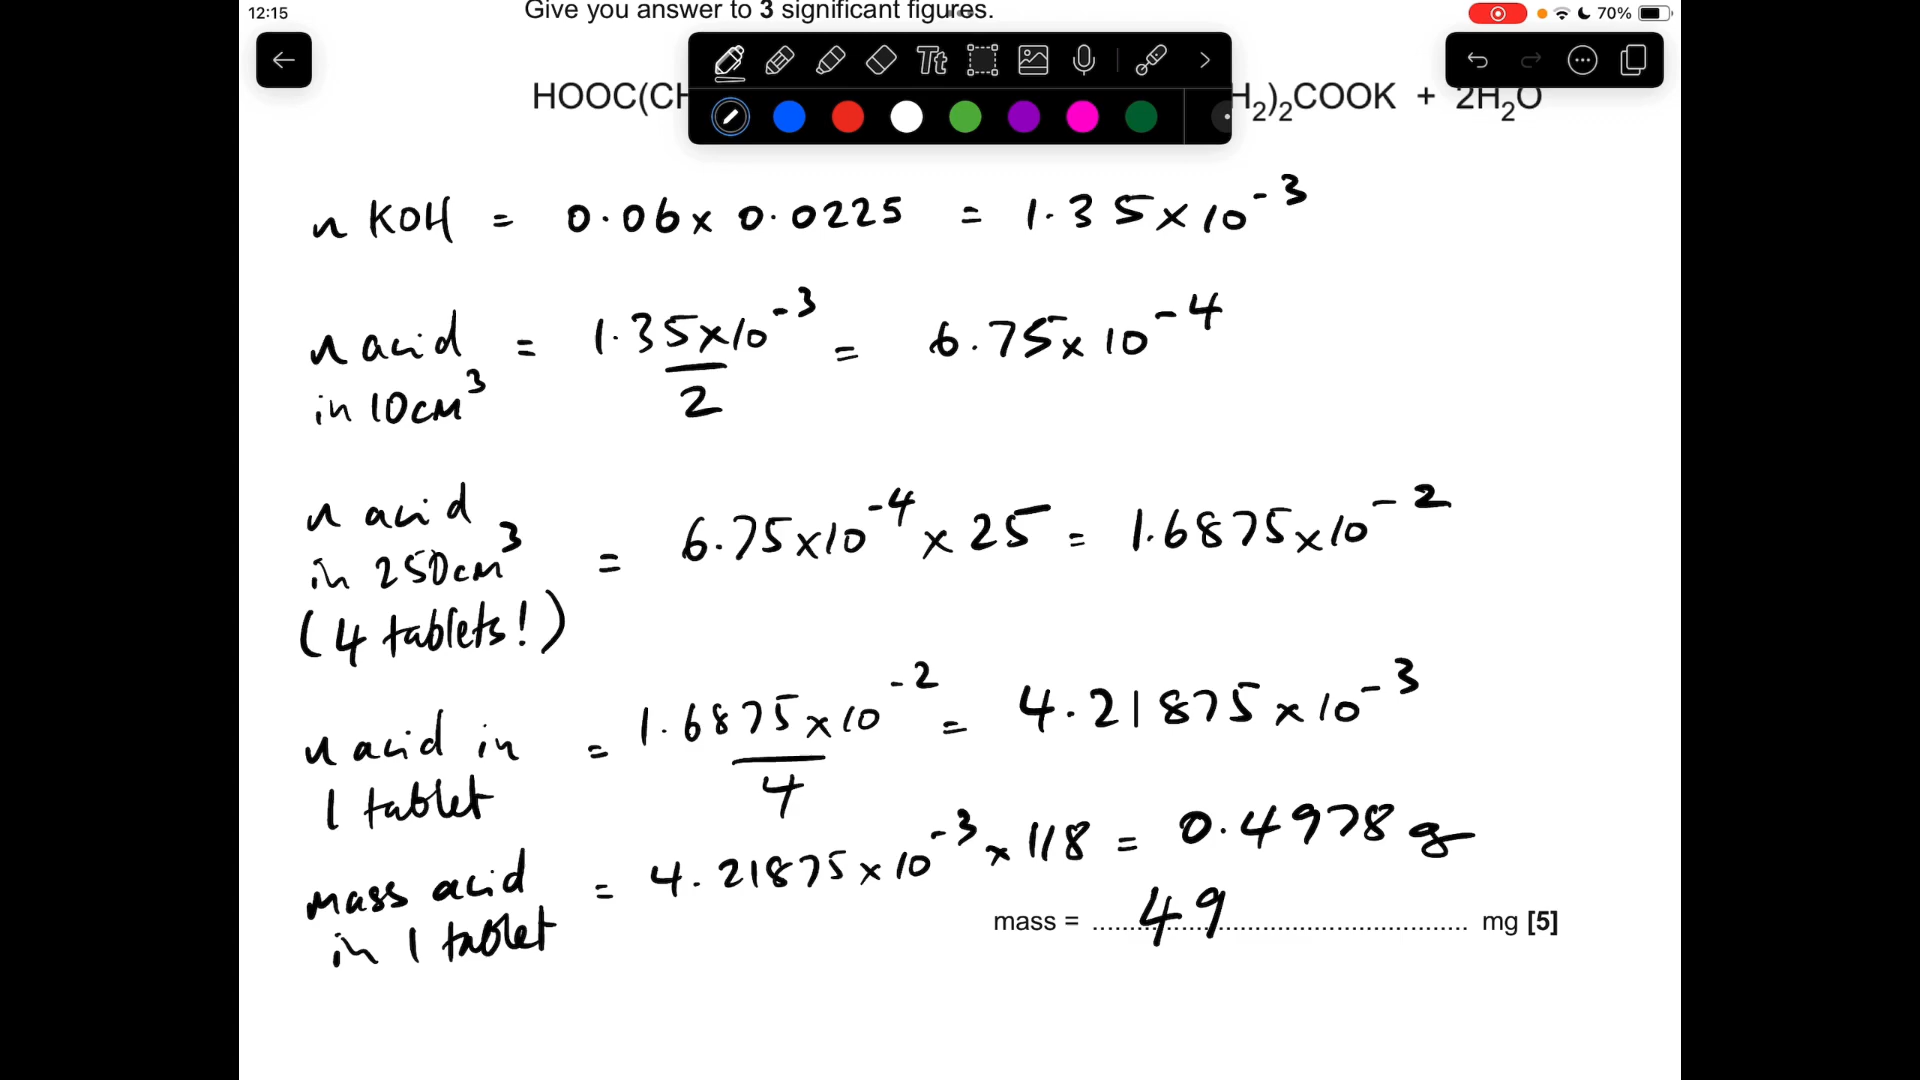 12:15
Give you answer to 3 significant figures.
70%
Tt
HOOC(CH
H₂)₂COOK + 2H₂O
n KOH = 0.06 x 0.0225 = 1.35 x 10⁻³
n acid in 10cm³ = 1.35x10⁻³ / 2 = 6.75 x 10⁻⁴
n acid in 250cm³ (4 tablets!) = 6.75x10⁻⁴ x 25 = 1.6875x10⁻²
n acid in 1 tablet = 1.6875x10⁻² / 4 = 4.21875 x 10⁻³
mass acid in 1 tablet = 4.21875x10⁻³ x 118 = 0.4978 g
mass = 49 mg [5]